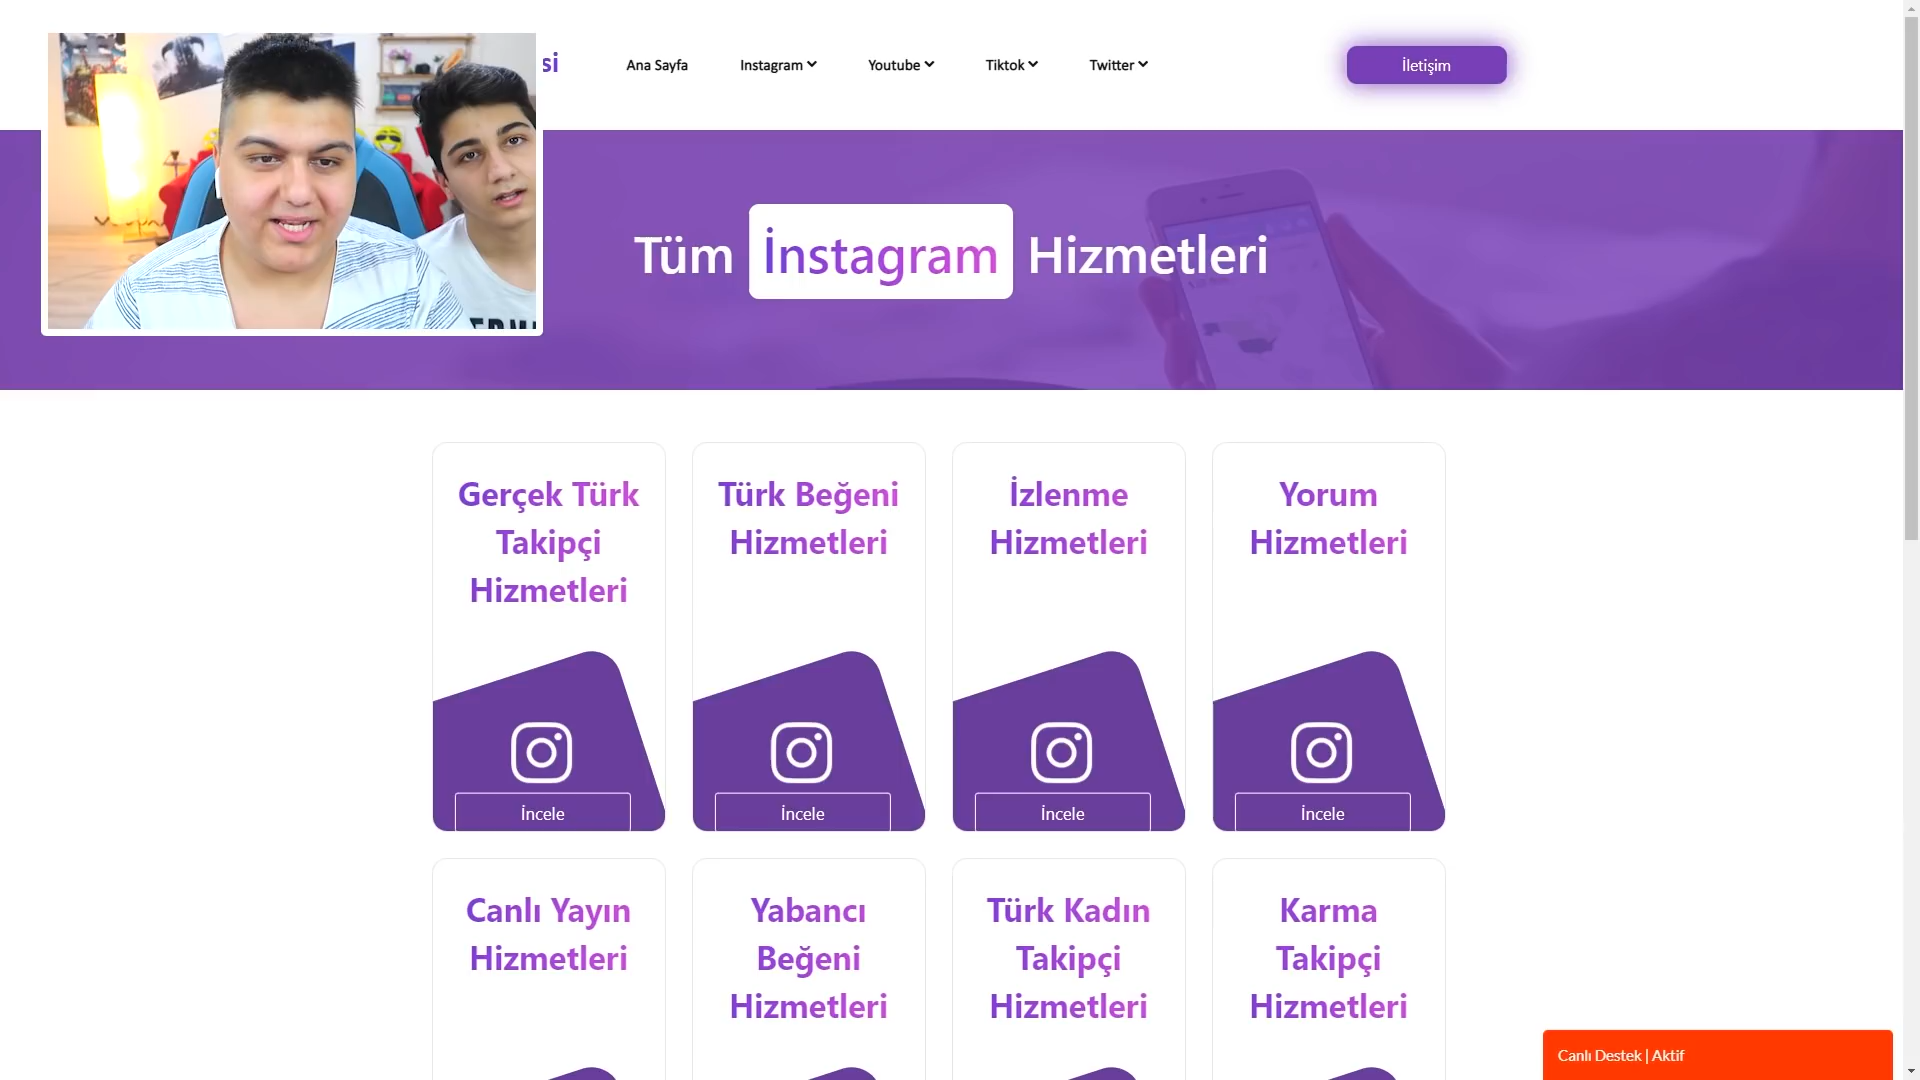 si
Ana Sayfa
Instagram
Youtube
Tiktok
Twitter
İletişim
Tüm İnstagram Hizmetleri
Gerçek Türk
Takipçi
Hizmetleri
İncele
Türk Beğeni
Hizmetleri
İncele
İzlenme
Hizmetleri
İncele
Yorum
Hizmetleri
İncele
Canlı Yayın
Hizmetleri
Yabancı
Beğeni
Hizmetleri
Türk Kadın
Takipçi
Hizmetleri
Karma
Takipçi
Hizmetleri
Canlı Destek | Aktif